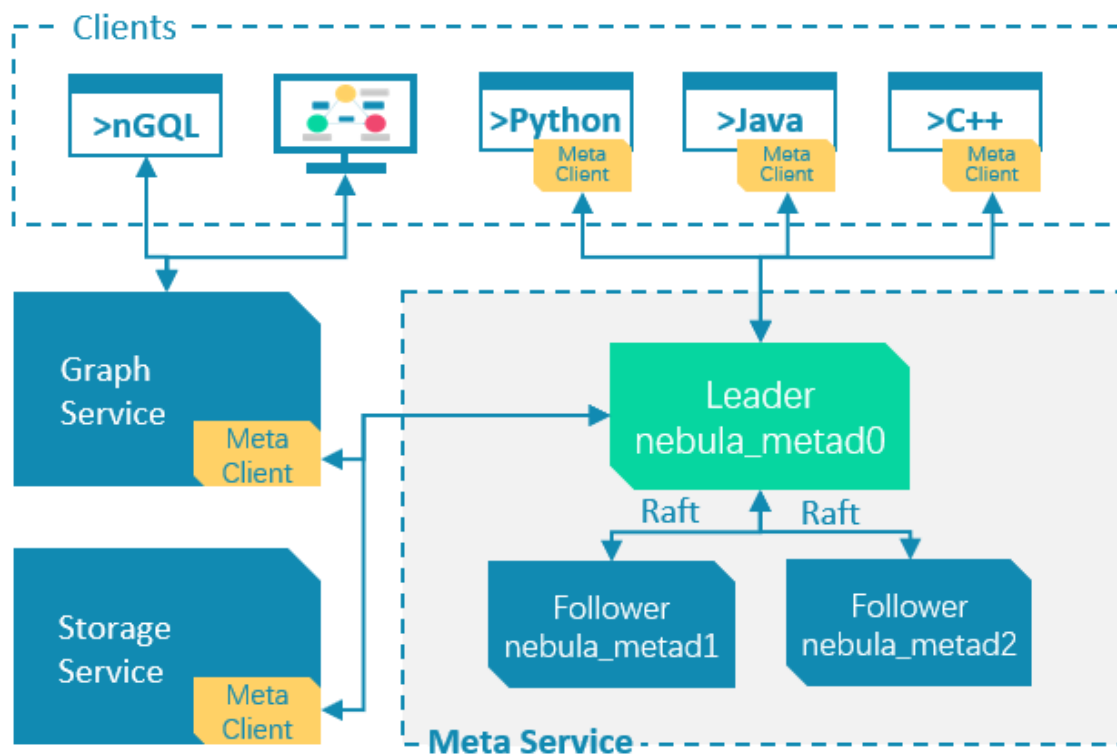 Clients
>nGQL
>Python
Meta
Client
>Java
Meta
Client
>C++
Meta
Client
Graph
Service
Meta
Client
Storage
Service
Meta
Client
Leader
nebula_metad0
Raft
Raft
Follower
nebula_metad1
Follower
nebula_metad2
Meta Service